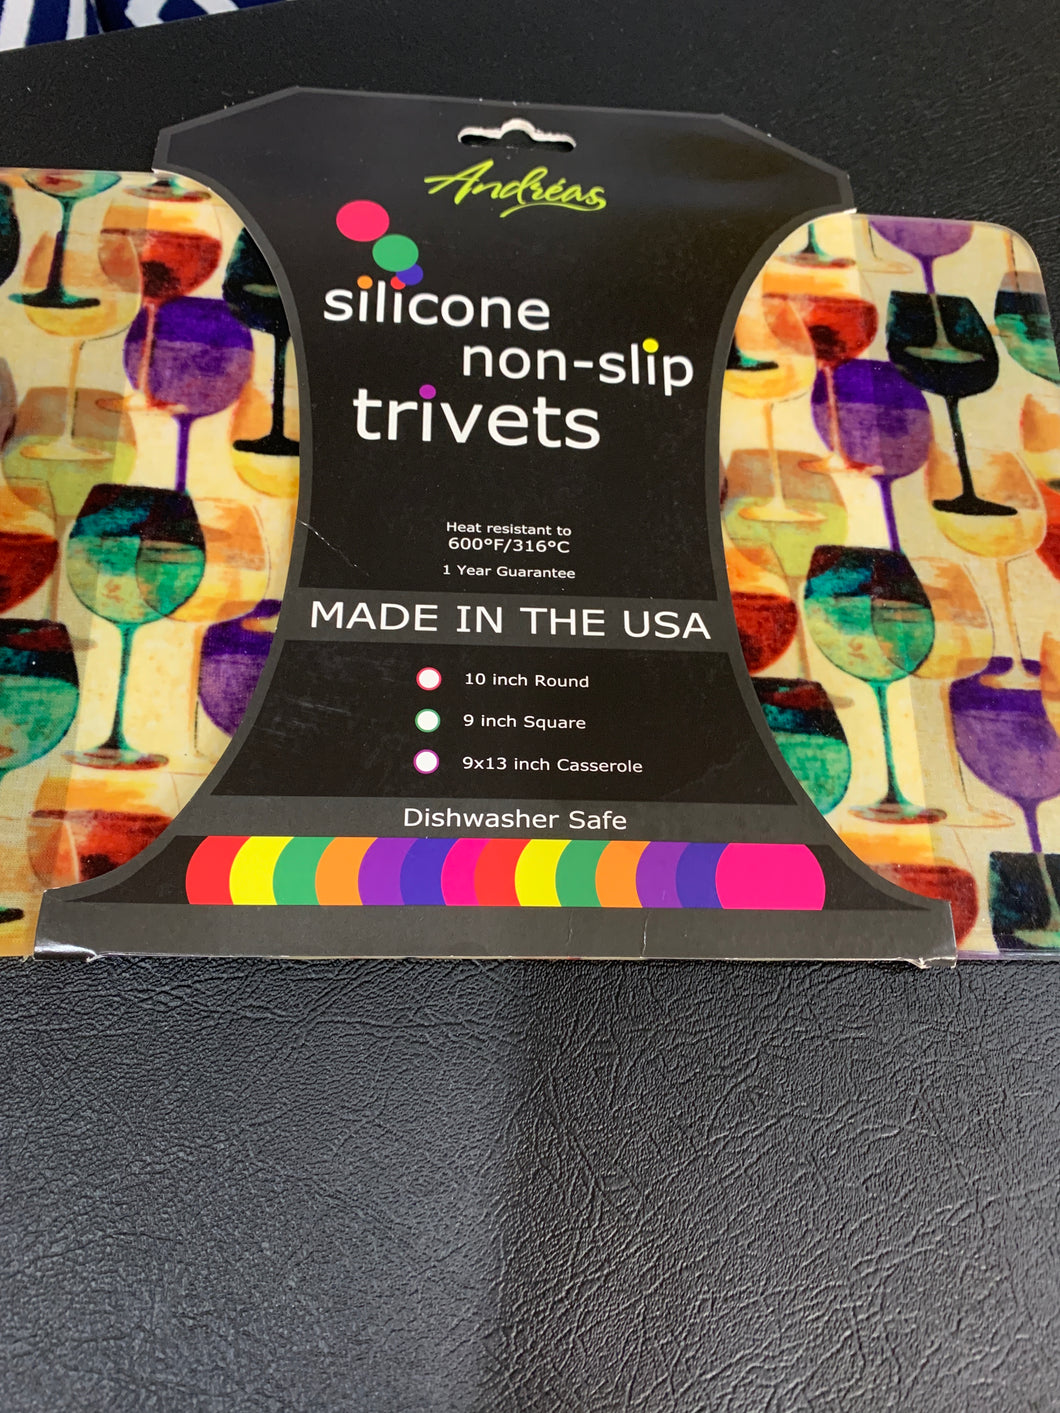 Andréas
silicone
non-slip
trivets
Heat resistant to
600°F/316°C
1 Year Guarantee
MADE IN THE USA
10 inch Round
9 inch Square
9x13 inch Casserole
Dishwasher Safe